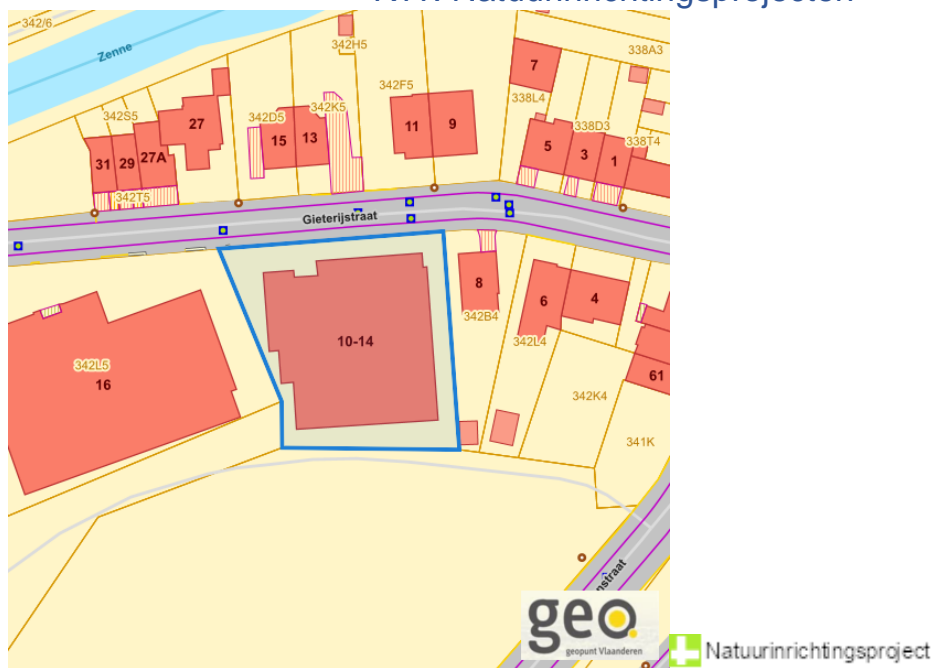 342/6
Zenne
342H5
338A3
7
342F5
338L4
342S5
27
342D5
342K5
15
13
11
9
338D3
5
3
1
338T4
31
29
27A
342T5
Gieterijstraat
8
6
4
342B4
10-14
342L4
342L5
16
61
342K4
341K
nstraat
geo
geopunt Vlaanderen
Natuurinrichtingsproject